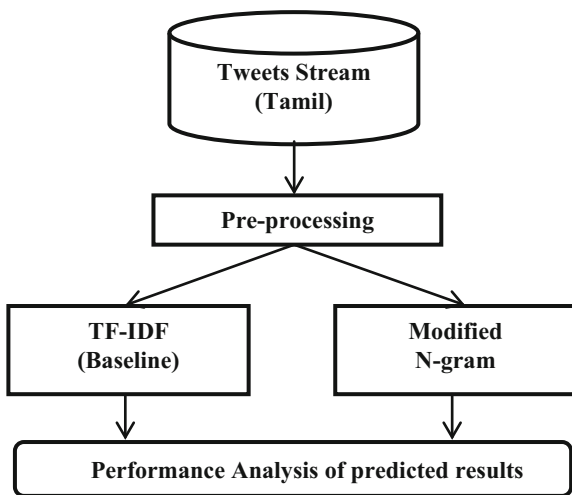 Tweets Stream
(Tamil)
Pre-processing
TF-IDF
(Baseline)
Modified
N-gram
Performance Analysis of predicted results